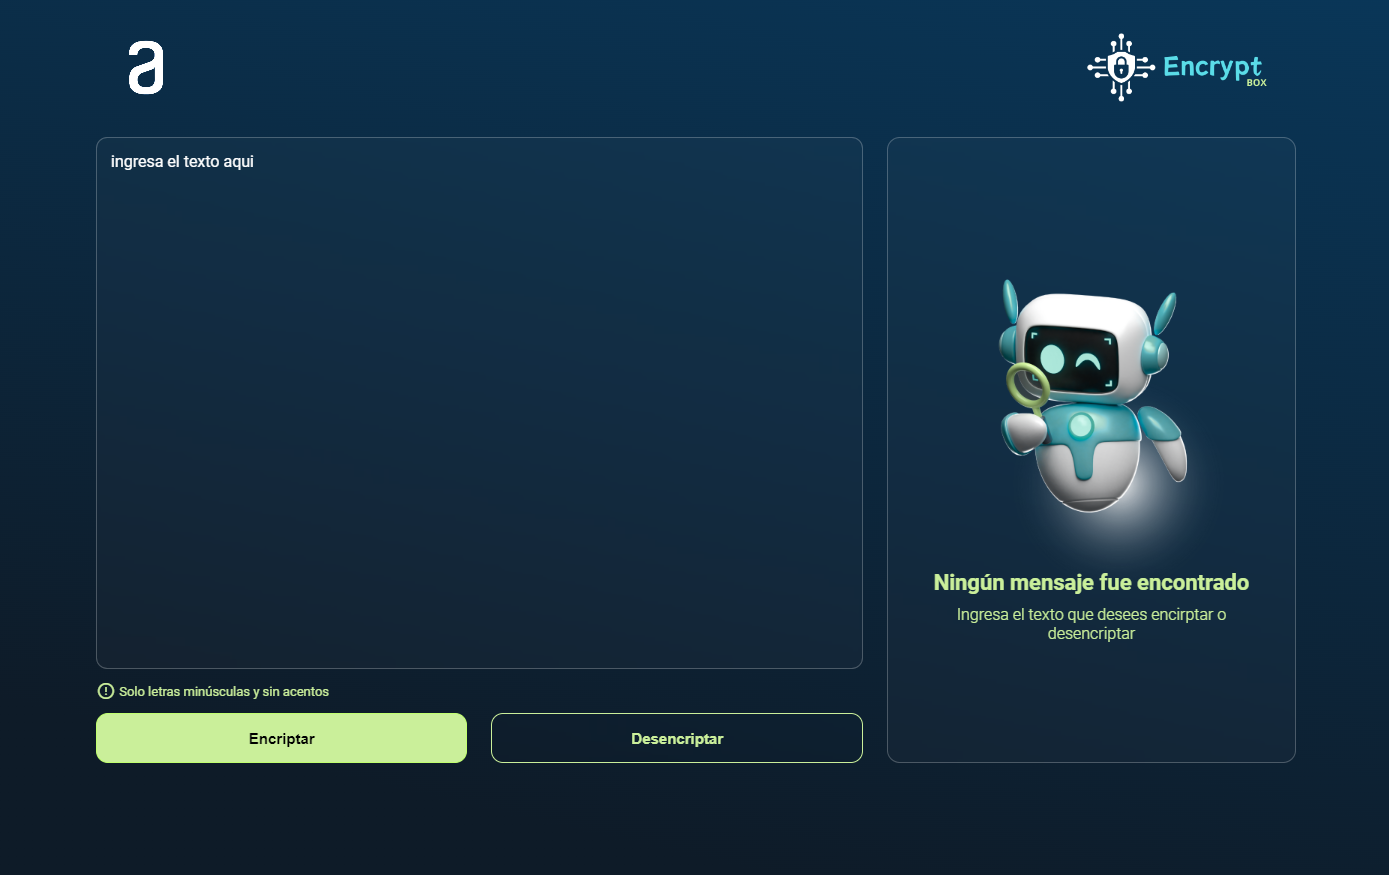 a
Encrypt
BOX
ingresa el texto aqui
Solo letras minúsculas y sin acentos
Encriptar
Desencriptar
Ningún mensaje fue encontrado
Ingresa el texto que desees encirptar o
desencriptar